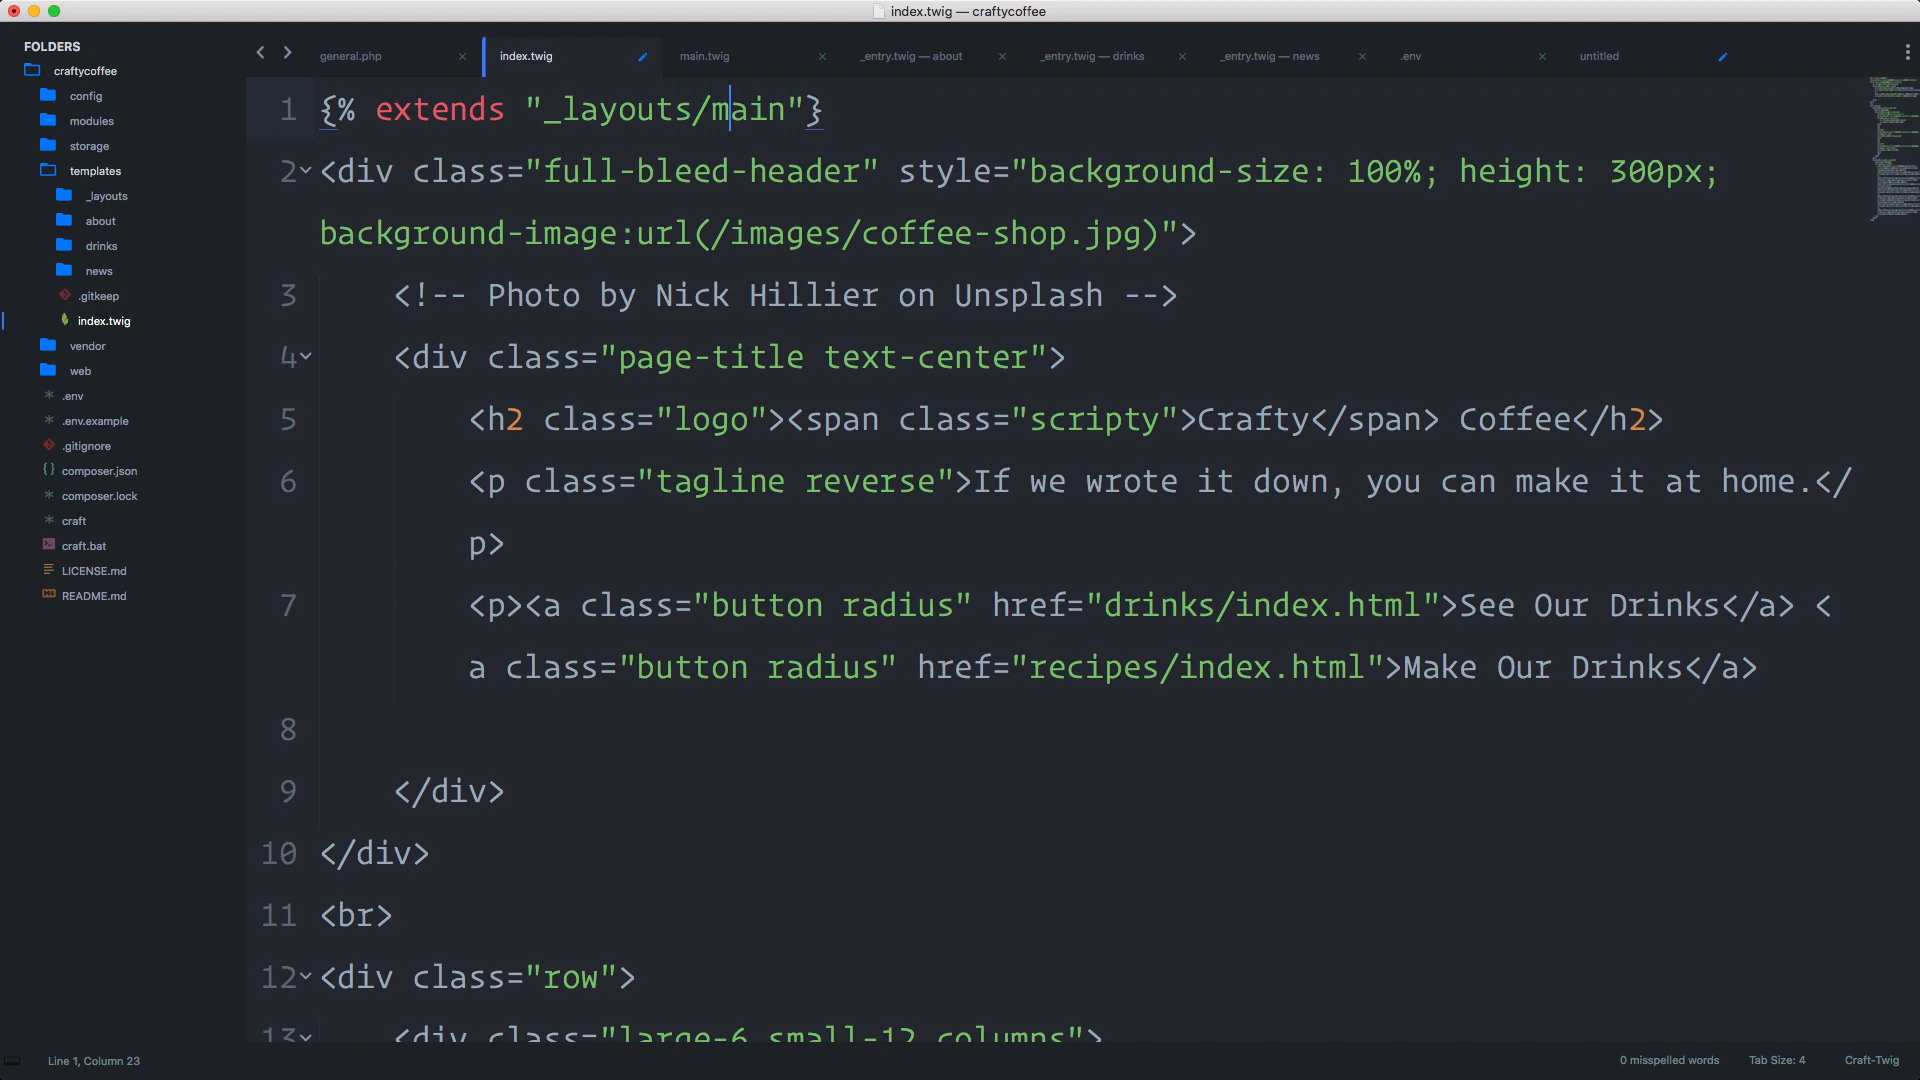 index.twig — craftycoffee
FOLDERS
craftycoffee
config
modules
storage
templates
_layouts
about
drinks
news
.gitkeep
index.twig
vendor
web
.env
.env.example
.gitignore
composer.json
composer.lock
craft
craft.bat
LICENSE.md
README.md
general.php
index.twig
main.twig
_entry.twig — about
_entry.twig — drinks
_entry.twig — news
.env
untitled
1 {% extends "_layouts/main"}
2 <div class="full-bleed-header" style="background-size: 100%; height: 300px;
background-image:url(/images/coffee-shop.jpg)">
3 <!-- Photo by Nick Hillier on Unsplash -->
4 <div class="page-title text-center">
5 <h2 class="logo"><span class="scripty">Crafty</span> Coffee</h2>
6 <p class="tagline reverse">If we wrote it down, you can make it at home.</
p>
7 <p><a class="button radius" href="drinks/index.html">See Our Drinks</a> <
a class="button radius" href="recipes/index.html">Make Our Drinks</a>
8
9 </div>
10 </div>
11 <br>
12 <div class="row">
13 <div class="large-6 small-12 columns">
Line 1, Column 23
0 misspelled words
Tab Size: 4
Craft-Twig